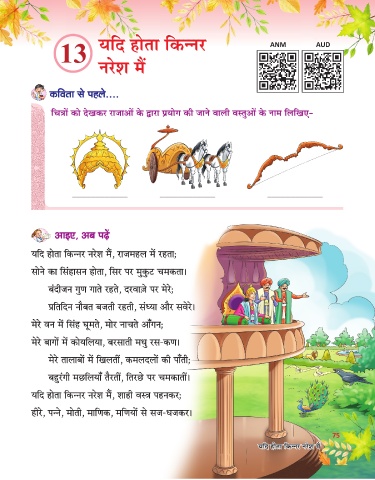 13
यदि होता किन्नर
नरेश मैं
ANM AUD
कविता से पहले....
चित्रों को देखकर राजाओं के द्वारा प्रयोग की जाने वाली वस्तुओं के नाम लिखिए-
आइए, अब पढ़ें
यदि होता किन्नर नरेश मैं, राजमहल में रहता;
सोने का सिंहासन होता, सिर पर मुकुट चमकता।
बंदीजन गुण गाते रहते, दरवाज़े पर मेरे;
प्रतिदिन नौबत बजती रहती, संध्या और सवेरे।
मेरे वन में सिंह घूमते, मोर नाचते आँगन;
मेरे बागों में कोयलिया, बरसाती मधु रस-कण।
मेरे तालाबों में खिलतीं, कमलदलों की पाँती;
बहुरंगी मछलियाँ तैरतीं, तिरछे पर चमकातीं।
यदि होता किन्नर नरेश मैं, शाही वस्त्र पहनकर;
हीरे, पन्ने, मोती, माणिक, मणियों से सज-धजकर।
यदि होता किन्नर नरेश मैं